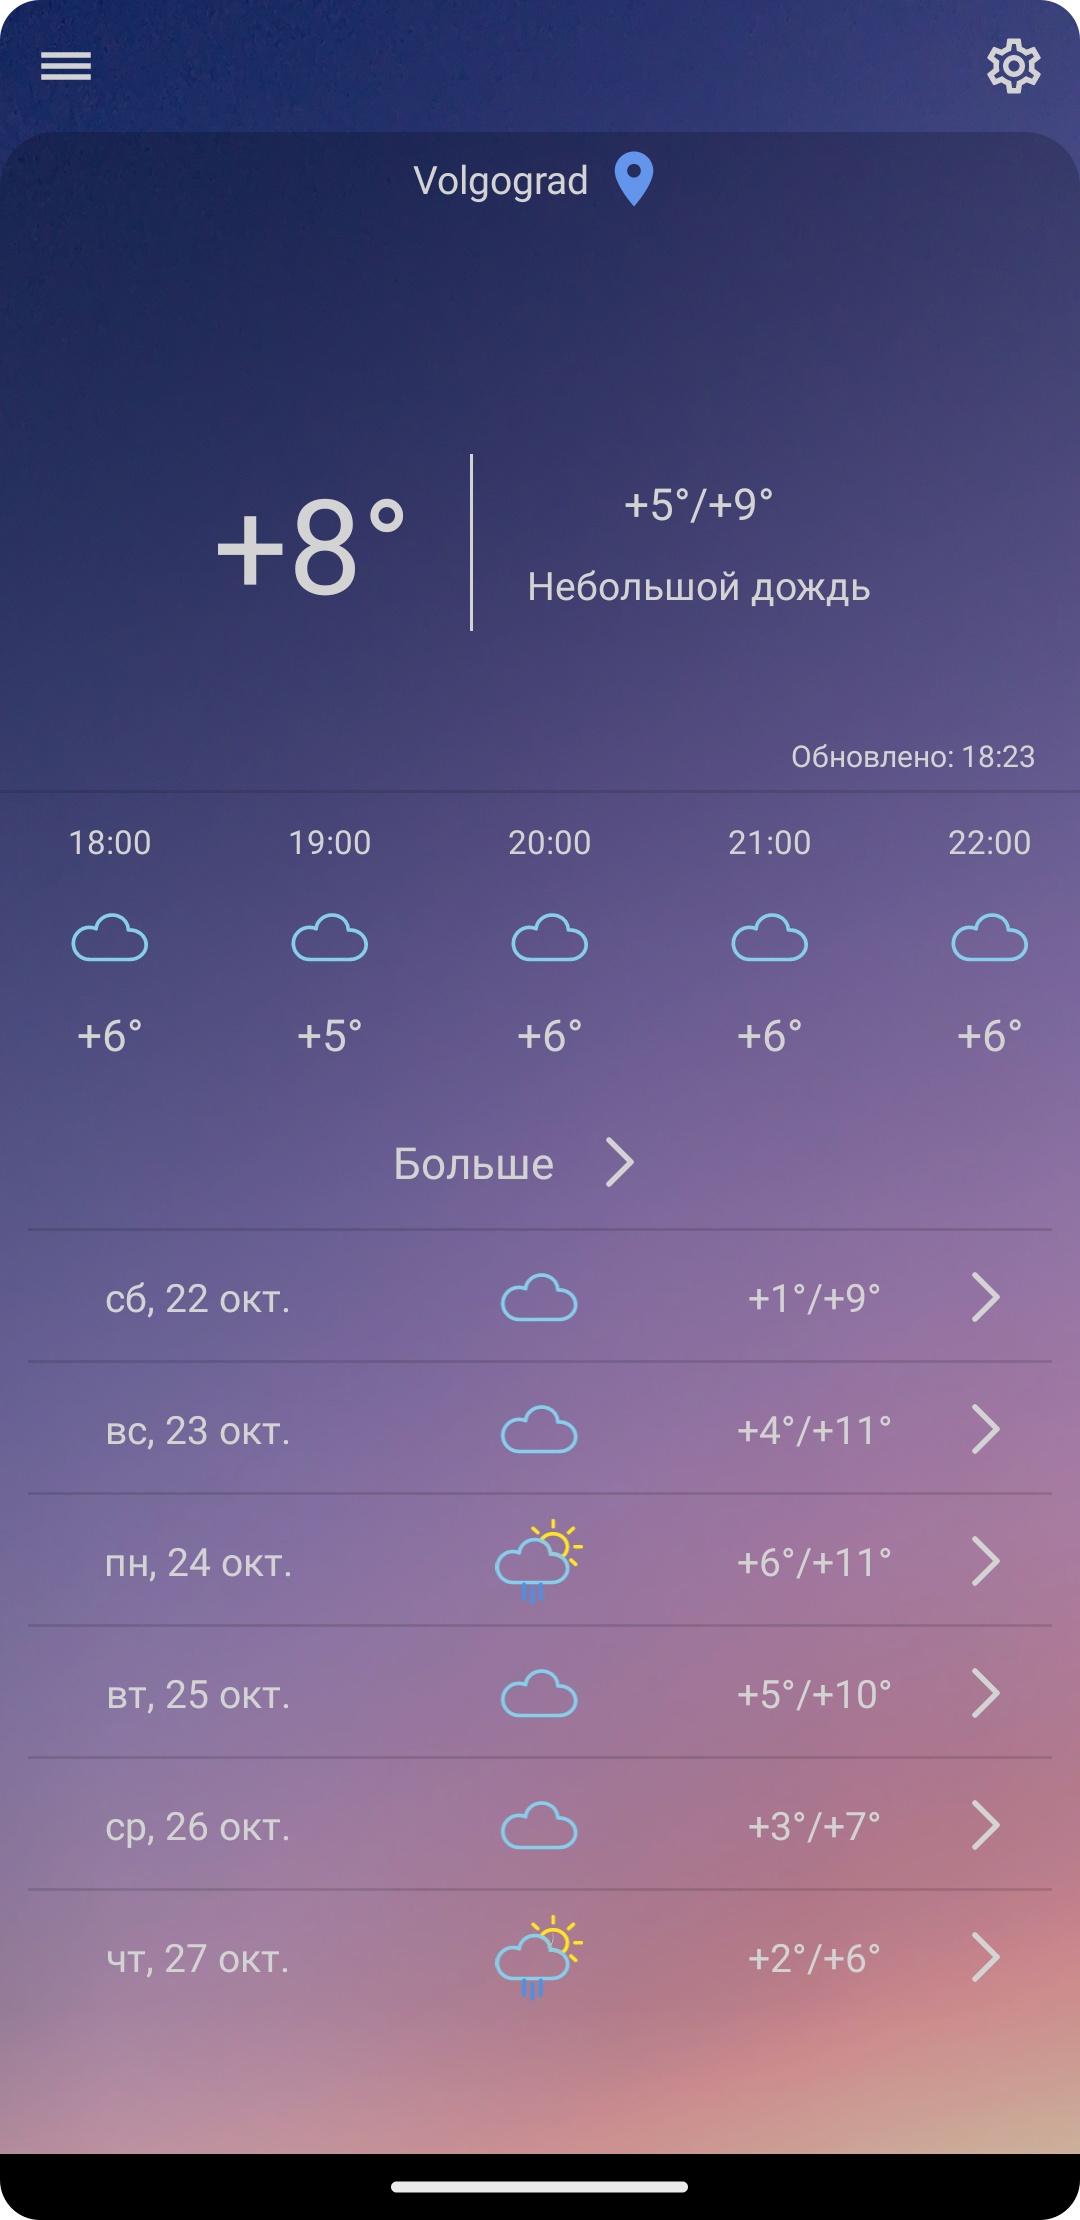 Volgograd
+8°
+5°/+9°
Небольшой дождь
Обновлено: 18:23
18:00 19:00 20:00 21:00 22:00
+6° +5° +6° +6° +6°
Больше
сб, 22 окт. +1°/+9°
вс, 23 окт. +4°/+11°
пн, 24 окт. +6°/+11°
вт, 25 окт. +5°/+10°
ср, 26 окт. +3°/+7°
чт, 27 окт. +2°/+6°